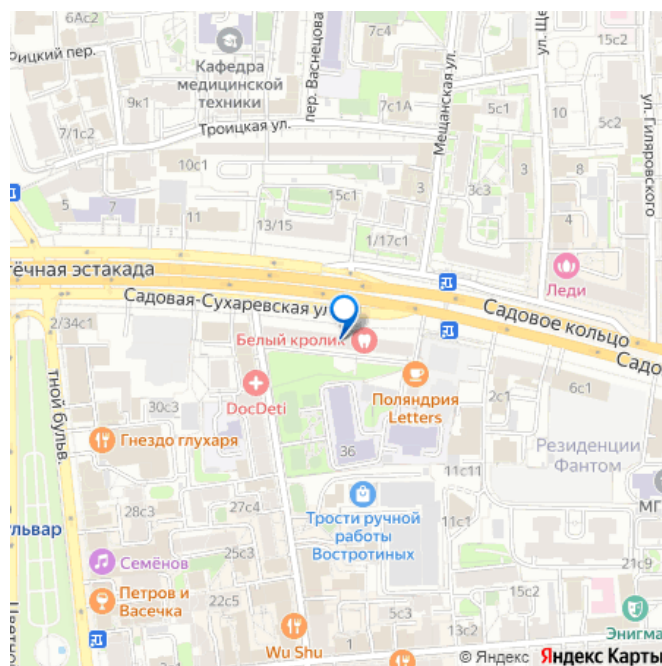 6Ас2
7с4
15с2
рицкий пер.
Кафедра
медицинской
техники
пер. Васнецова
Мещанская ул.
ул. Ще
ул. Гиляровского
9к1
7с1А
5с1
10
5с2
7/1с2
Троицкая ул.
10с1
15с1
3
3с3
8
3
5
7
11
13/15
1/17с1
4
Леди
течная эстакада
Садовая-Сухаревская ул
Садовое кольцо
Садо
2/34с1
Белый кролик
DocDeti
Поляндрия
Letters
2с1
6с1
30с3
тной бульв.
Гнездо глухаря
36
Резиденции
Фантом
11с11
28с3
27с4
11с1
МГ
Трости ручной
работы
Востротиных
львар
25с3
Семёнов
21с9
Петров и
Васечка
22с5
5с3
Энигма
Цветно
Wu Shu
1
13с2
© Яндекс Яндекс Карты